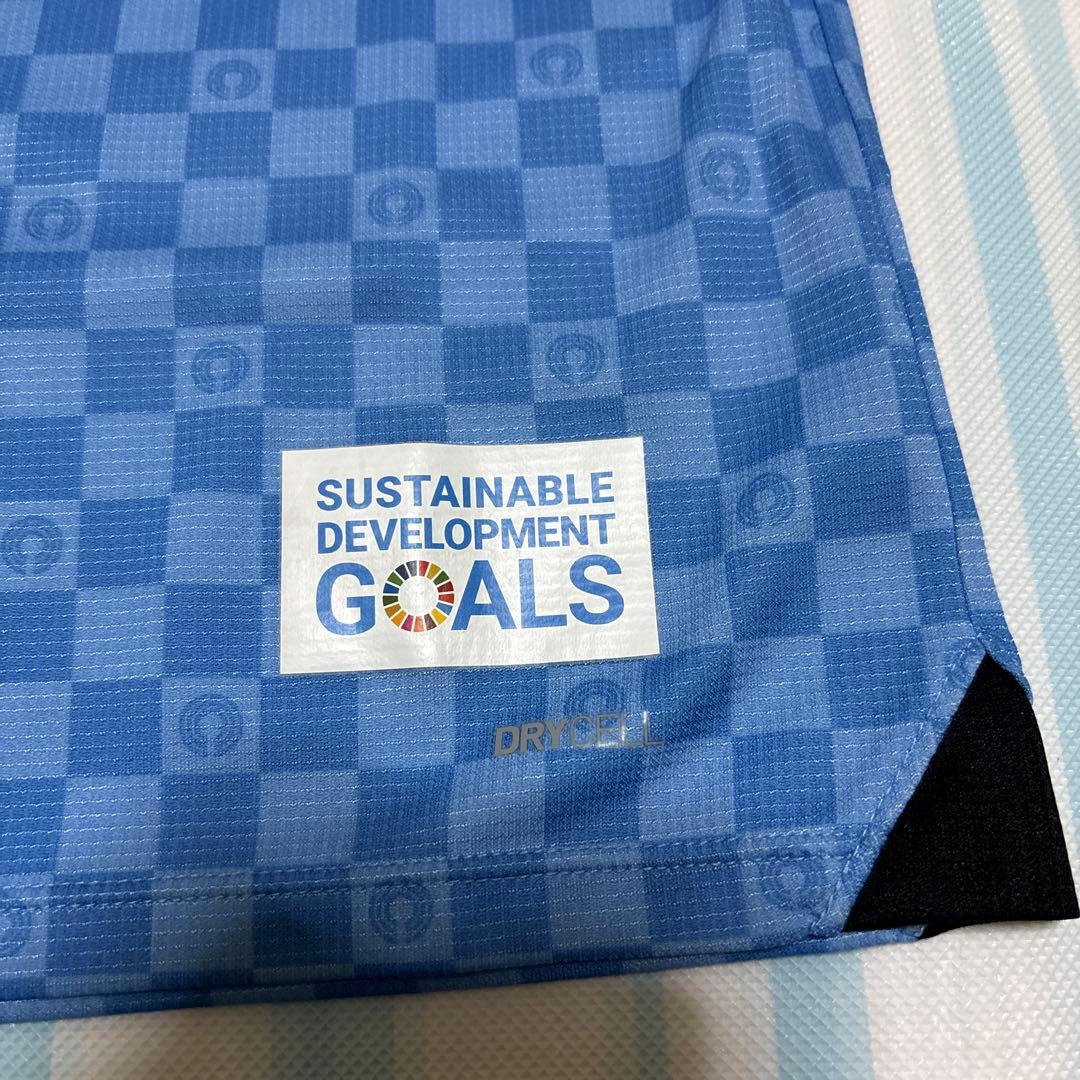 SUSTAINABLE
DEVELOPMENT
GOALS
DRYCELL